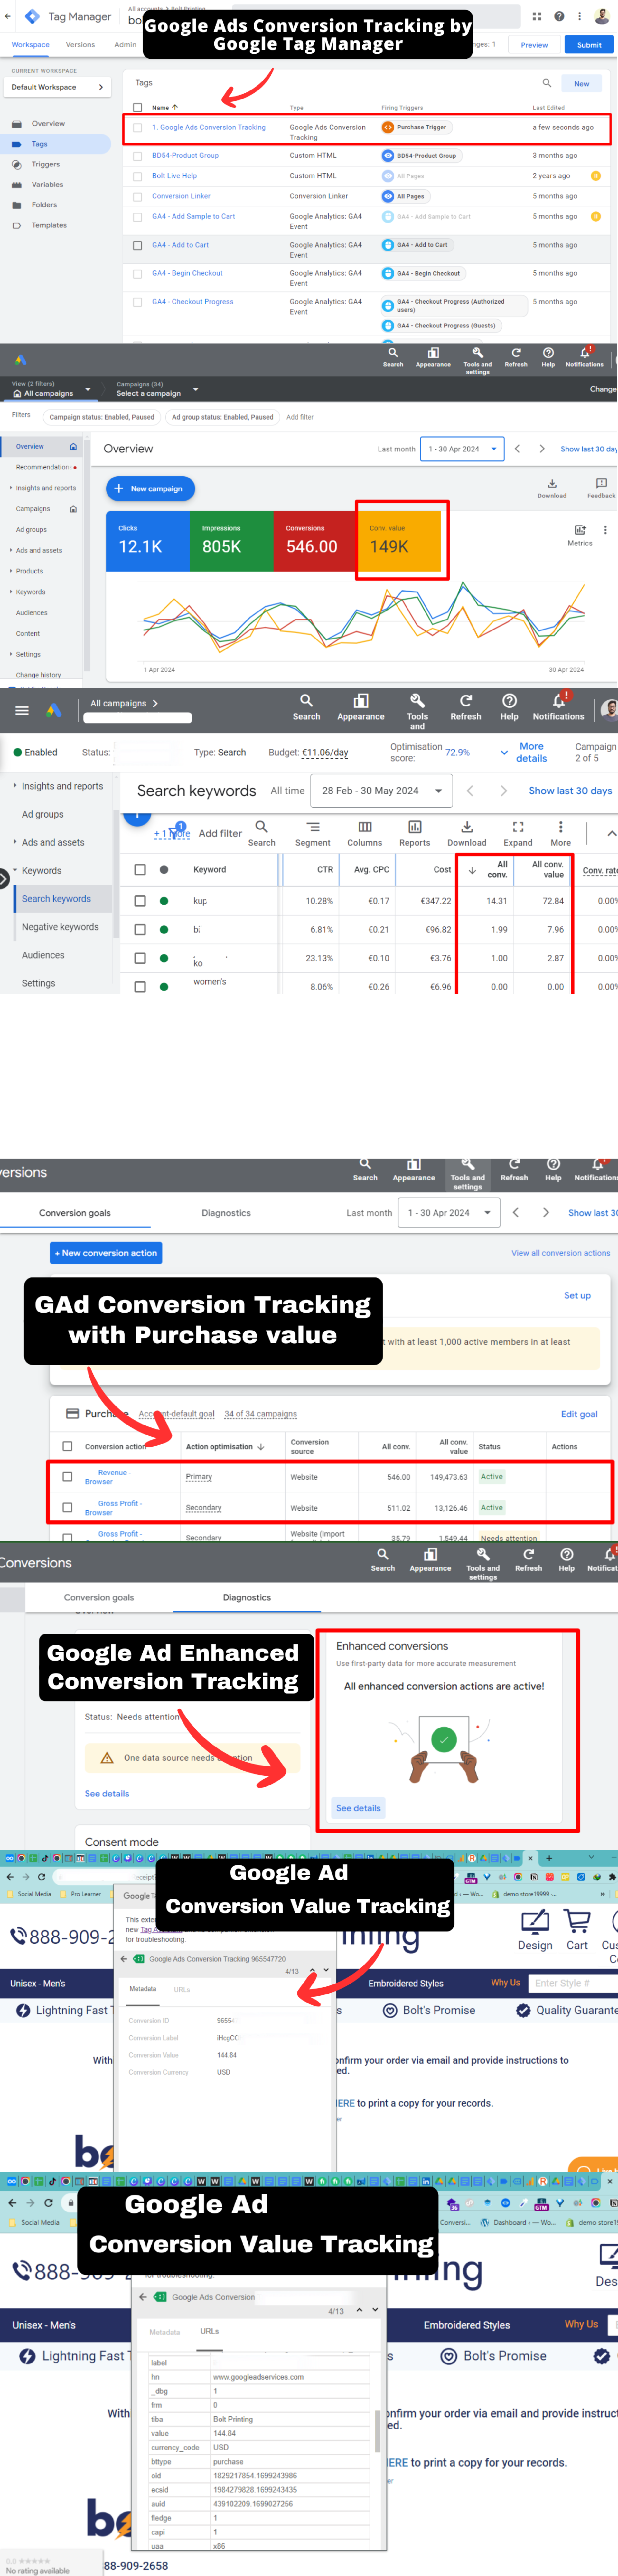 Tag Manager
All accounts > Bolt Printing
Google Ads Conversion Tracking by
Google Tag Manager
Workspace Versions Admin
Changes: 1 Preview Submit
CURRENT WORKSPACE
Default Workspace
Tags
New
Name Type Firing Triggers Last Edited
Overview
Tags
Triggers
Variables
Folders
Templates
1. Google Ads Conversion Tracking Google Ads Conversion Tracking Purchase Trigger a few seconds ago
BD54-Product Group Custom HTML BD54-Product Group 3 months ago
Bolt Live Help Custom HTML All Pages 2 years ago
Conversion Linker Conversion Linker All Pages 5 months ago
GA4 - Add Sample to Cart Google Analytics: GA4 Event GA4 - Add Sample to Cart 5 months ago
GA4 - Add to Cart Google Analytics: GA4 Event GA4 - Add to Cart 5 months ago
GA4 - Begin Checkout Google Analytics: GA4 Event GA4 - Begin Checkout 5 months ago
GA4 - Checkout Progress Google Analytics: GA4 Event GA4 - Checkout Progress (Authorized users) 5 months ago
GA4 - Checkout Progress (Guests)
Search Appearance Tools and settings Refresh Help Notifications
View (2 filters) Campaigns (34)
All campaigns Select a campaign
Change
Filters Campaign status: Enabled, Paused Ad group status: Enabled, Paused Add filter
Overview
Recommendations
Insights and reports
Campaigns
Ad groups
Ads and assets
Products
Keywords
Audiences
Content
Settings
Change history
Overview Last month 1 - 30 Apr 2024 Show last 30 day
New campaign
Download Feedback
Clicks Impressions Conversions Conv. value
12.1K 805K 546.00 149K
Metrics
1 Apr 2024 30 Apr 2024
All campaigns
Search Appearance Tools and Refresh Help Notifications
Enabled Status: Type: Search Budget: €11.06/day Optimisation score: 72.9% More details Campaign 2 of 5
Insights and reports
Ad groups
Ads and assets
Keywords
Search keywords
Negative keywords
Audiences
Settings
Search keywords All time 28 Feb - 30 May 2024 Show last 30 days
+ 1 more Add filter Search Segment Columns Reports Download Expand More
Keyword CTR Avg. CPC Cost All conv. All conv. value Conv. rate
kup 10.28% €0.17 €347.22 14.31 72.84 0.00%
bi 6.81% €0.21 €96.82 1.99 7.96 0.00%
ko 23.13% €0.10 €3.76 1.00 2.87 0.00%
women's 8.06% €0.26 €6.96 0.00 0.00 0.00%
versions
Search Appearance Tools and settings Refresh Help Notifications
Conversion goals Diagnostics Last month 1 - 30 Apr 2024 Show last 30
+ New conversion action View all conversion actions
Set up
GAd Conversion Tracking
with Purchase value
t with at least 1,000 active members in at least
Purchase Account-default goal 34 of 34 campaigns Edit goal
Conversion action Action optimisation Conversion source All conv. All conv. value Status Actions
Revenue - Browser Primary Website 546.00 149,473.63 Active
Gross Profit - Browser Secondary Website 511.02 13,126.46 Active
Gross Profit - Secondary Website (Import 35.79 1,549.44 Needs attention
Conversions
Search Appearance Tools and settings Refresh Help Notificat
Conversion goals Diagnostics
Google Ad Enhanced
Conversion Tracking
Enhanced conversions
Use first-party data for more accurate measurement
All enhanced conversion actions are active!
Status: Needs attention
One data source needs attention
See details
See details
Consent mode
Google Ad
Conversion Value Tracking
receipt
Social Media Pro Learner
Google T
This exte
new Tag A
for troubleshooting.
demo store19999 -...
888-909-2
Design Cart Cus
Google Ads Conversion Tracking 965547720
4/13
Metadata URLs
Unisex - Men's Embroidered Styles Why Us Enter Style #
Lightning Fast Bolt's Promise Quality Guarante
Conversion ID 9655
Conversion Label iHcgCC
Conversion Value 144.84
Conversion Currency USD
With
onfirm your order via email and provide instructions to
ed.
ERE to print a copy for your records.
er
bo
Google Ad
Conversion Value Tracking
Social Media
Conversi... Dashboard ‹ — Wo... demo store1
888-909-2
inting
Des
for troubleshooting.
Google Ads Conversion
4/13
Metadata URLs
Unisex - Men's Embroidered Styles Why Us
Lightning Fast Bolt's Promise
label
hn www.googleadservices.com
_dbg 1
frm 0
tiba Bolt Printing
value 144.84
currency_code USD
bttype purchase
oid 1829217854.1699243986
ecsid 1984279828.1699243435
auid 439102209.1699027256
fledge 1
capi 1
uaa x86
With
onfirm your order via email and provide instruct
ed.
ERE to print a copy for your records.
er
bo
0.0
No rating available
88-909-2658